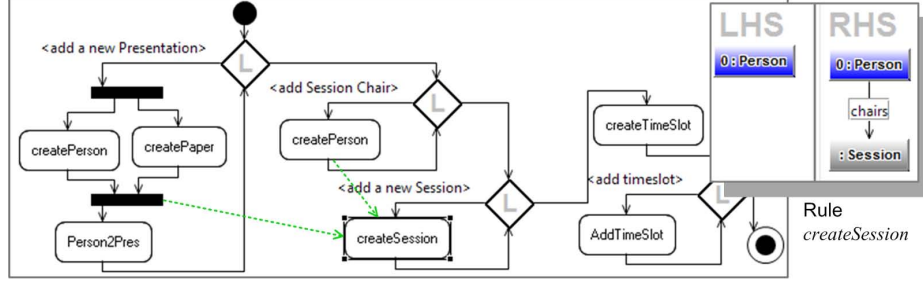 <add a new Presentation>
L
createPerson
createPaper
Person2Pres
<add Session Chair>
L
createPerson
<add a new Session>
L
createSession
createTimeSlot
<add timeslot>
L
AddTimeSlot
LHS
0 : Person
RHS
0 : Person
chairs
: Session
Rule
createSession